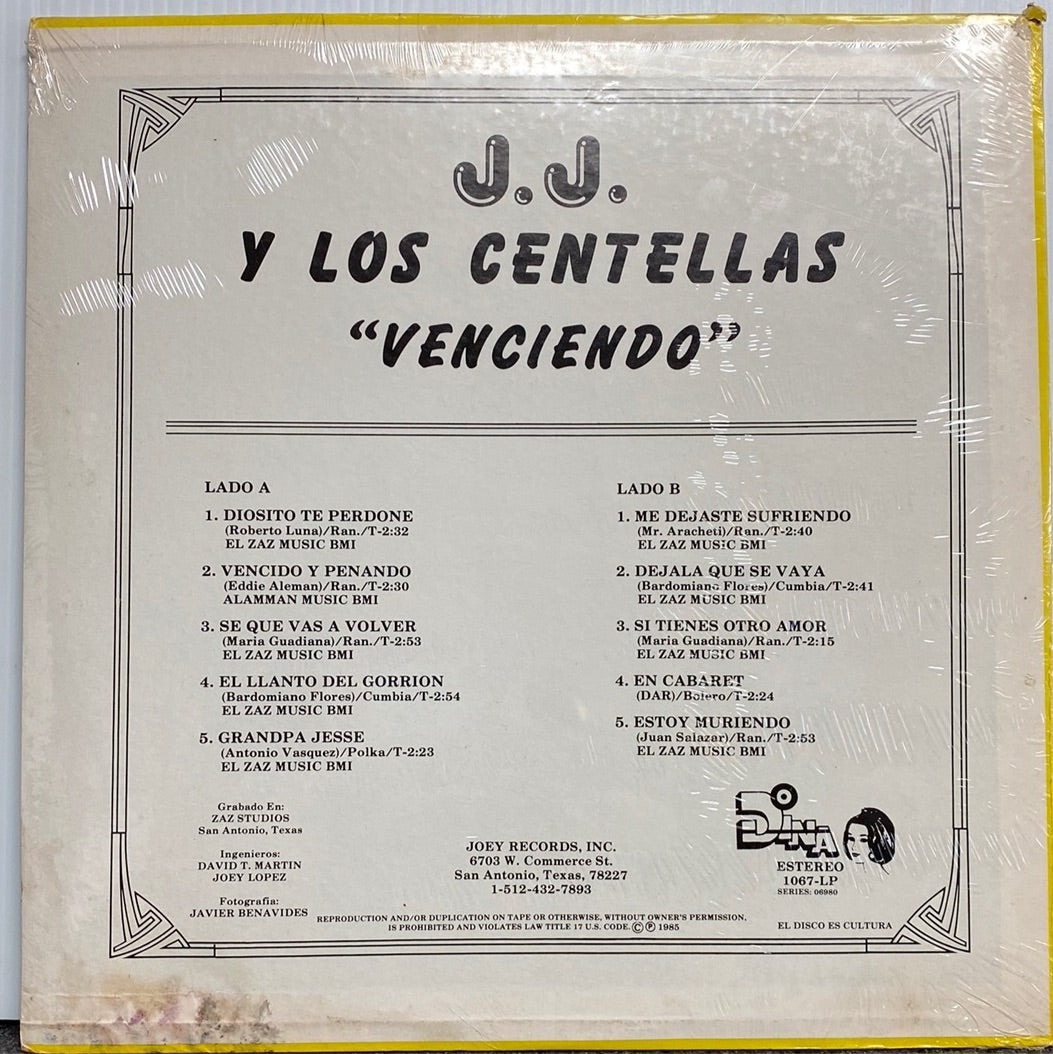 J.J.
Y LOS CENTELLAS
“VENCIENDO”
LADO A
1. DIOSITO TE PERDONE
(Roberto Luna)/Ran./T-2:32
EL ZAZ MUSIC BMI
2. VENCIDO Y PENANDO
(Eddie Aleman)/Ran./T-2:30
ALAMMAN MUSIC BMI
3. SE QUE VAS A VOLVER
(Maria Guadiana)/Ran./T-2:53
EL ZAZ MUSIC BMI
4. EL LLANTO DEL GORRION
(Bardomiano Flores)/Cumbia/T-2:54
EL ZAZ MUSIC BMI
5. GRANDPA JESSE
(Antonio Vasquez)/Polka/T-2:23
EL ZAZ MUSIC BMI
LADO B
1. ME DEJASTE SUFRIENDO
(Mr. Aracheti)/Ran./T-2:40
EL ZAZ MUSIC BMI
2. DEJALA QUE SE VAYA
(Bardomiano Flores)/Cumbia/T-2:41
EL ZAZ MUSIC BMI
3. SI TIENES OTRO AMOR
(Maria Guadiana)/Ran./T-2:15
EL ZAZ MUSIC BMI
4. EN CABARET
(DAR)/Bolero/T-2:24
5. ESTOY MURIENDO
(Juan Salazar)/Ran./T-2:53
EL ZAZ MUSIC BMI
Grabado En:
ZAZ STUDIOS
San Antonio, Texas
Ingenieros:
DAVID T. MARTIN
JOEY LOPEZ
Fotografia:
JAVIER BENAVIDES
JOEY RECORDS, INC.
6703 W. Commerce St.
San Antonio, Texas, 78227
1-512-432-7893
REPRODUCTION AND/OR DUPLICATION ON TAPE OR OTHERWISE, WITHOUT OWNER'S PERMISSION,
IS PROHIBITED AND VIOLATES LAW TITLE 17 U.S. CODE. © ℗ 1985
DINA
ESTEREO
1067-LP
SERIES: 06980
EL DISCO ES CULTURA